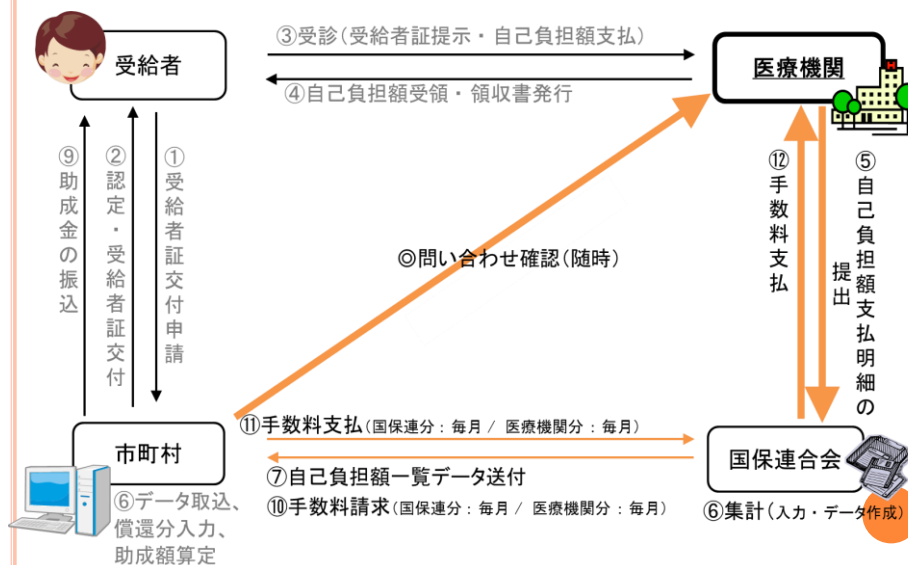 受給者
③受診(受給者証提示・自己負担額支払)
④自己負担額受領・領収書発行
医療機関
⑨助成金の振込
②認定・受給者証交付
①受給者証交付申請
◎問い合わせ確認(随時)
⑫手数料支払
⑤自己負担額支払明細の
提出
⑪手数料支払(国保連分:毎月 / 医療機関分:毎月)
市町村
⑦自己負担額一覧データ送付
国保連合会
⑥データ取込、
償還分入力、
助成額算定
⑩手数料請求(国保連分:毎月 / 医療機関分:毎月)
⑥集計(入力・データ作成)